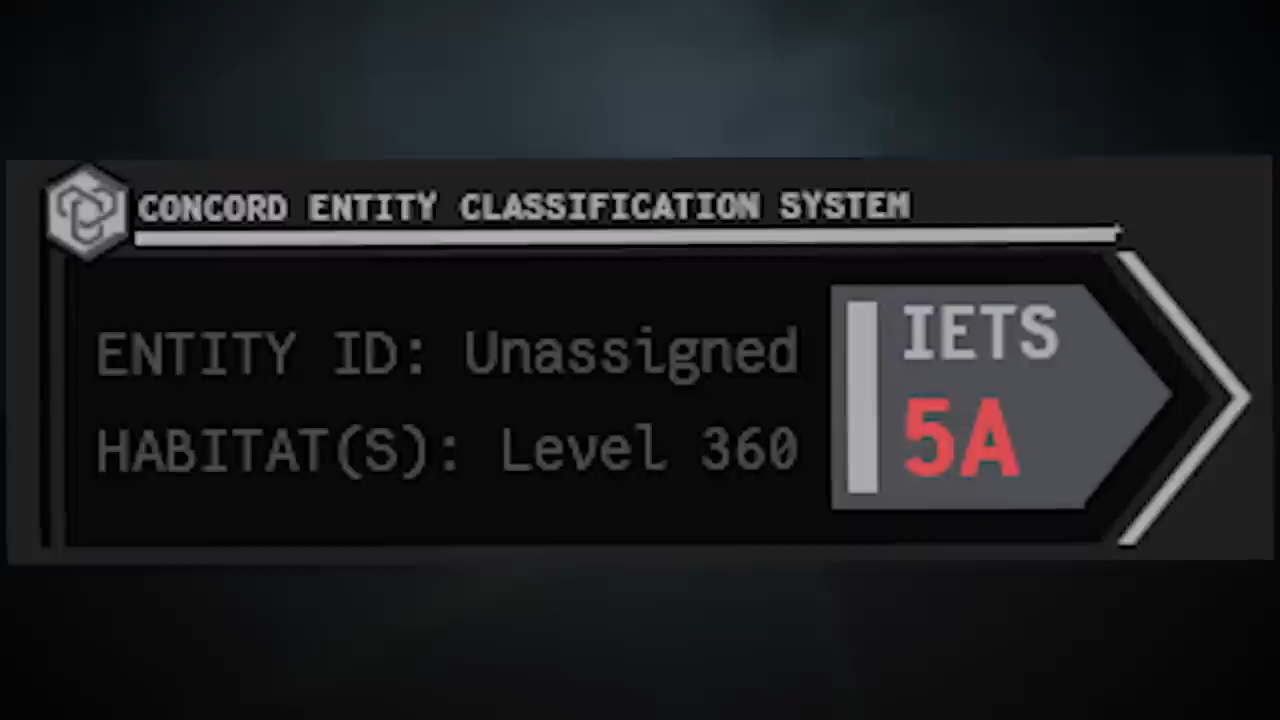 CONCORD ENTITY CLASSIFICATION SYSTEM
ENTITY ID: Unassigned
HABITAT(S): Level 360
IETS
5A